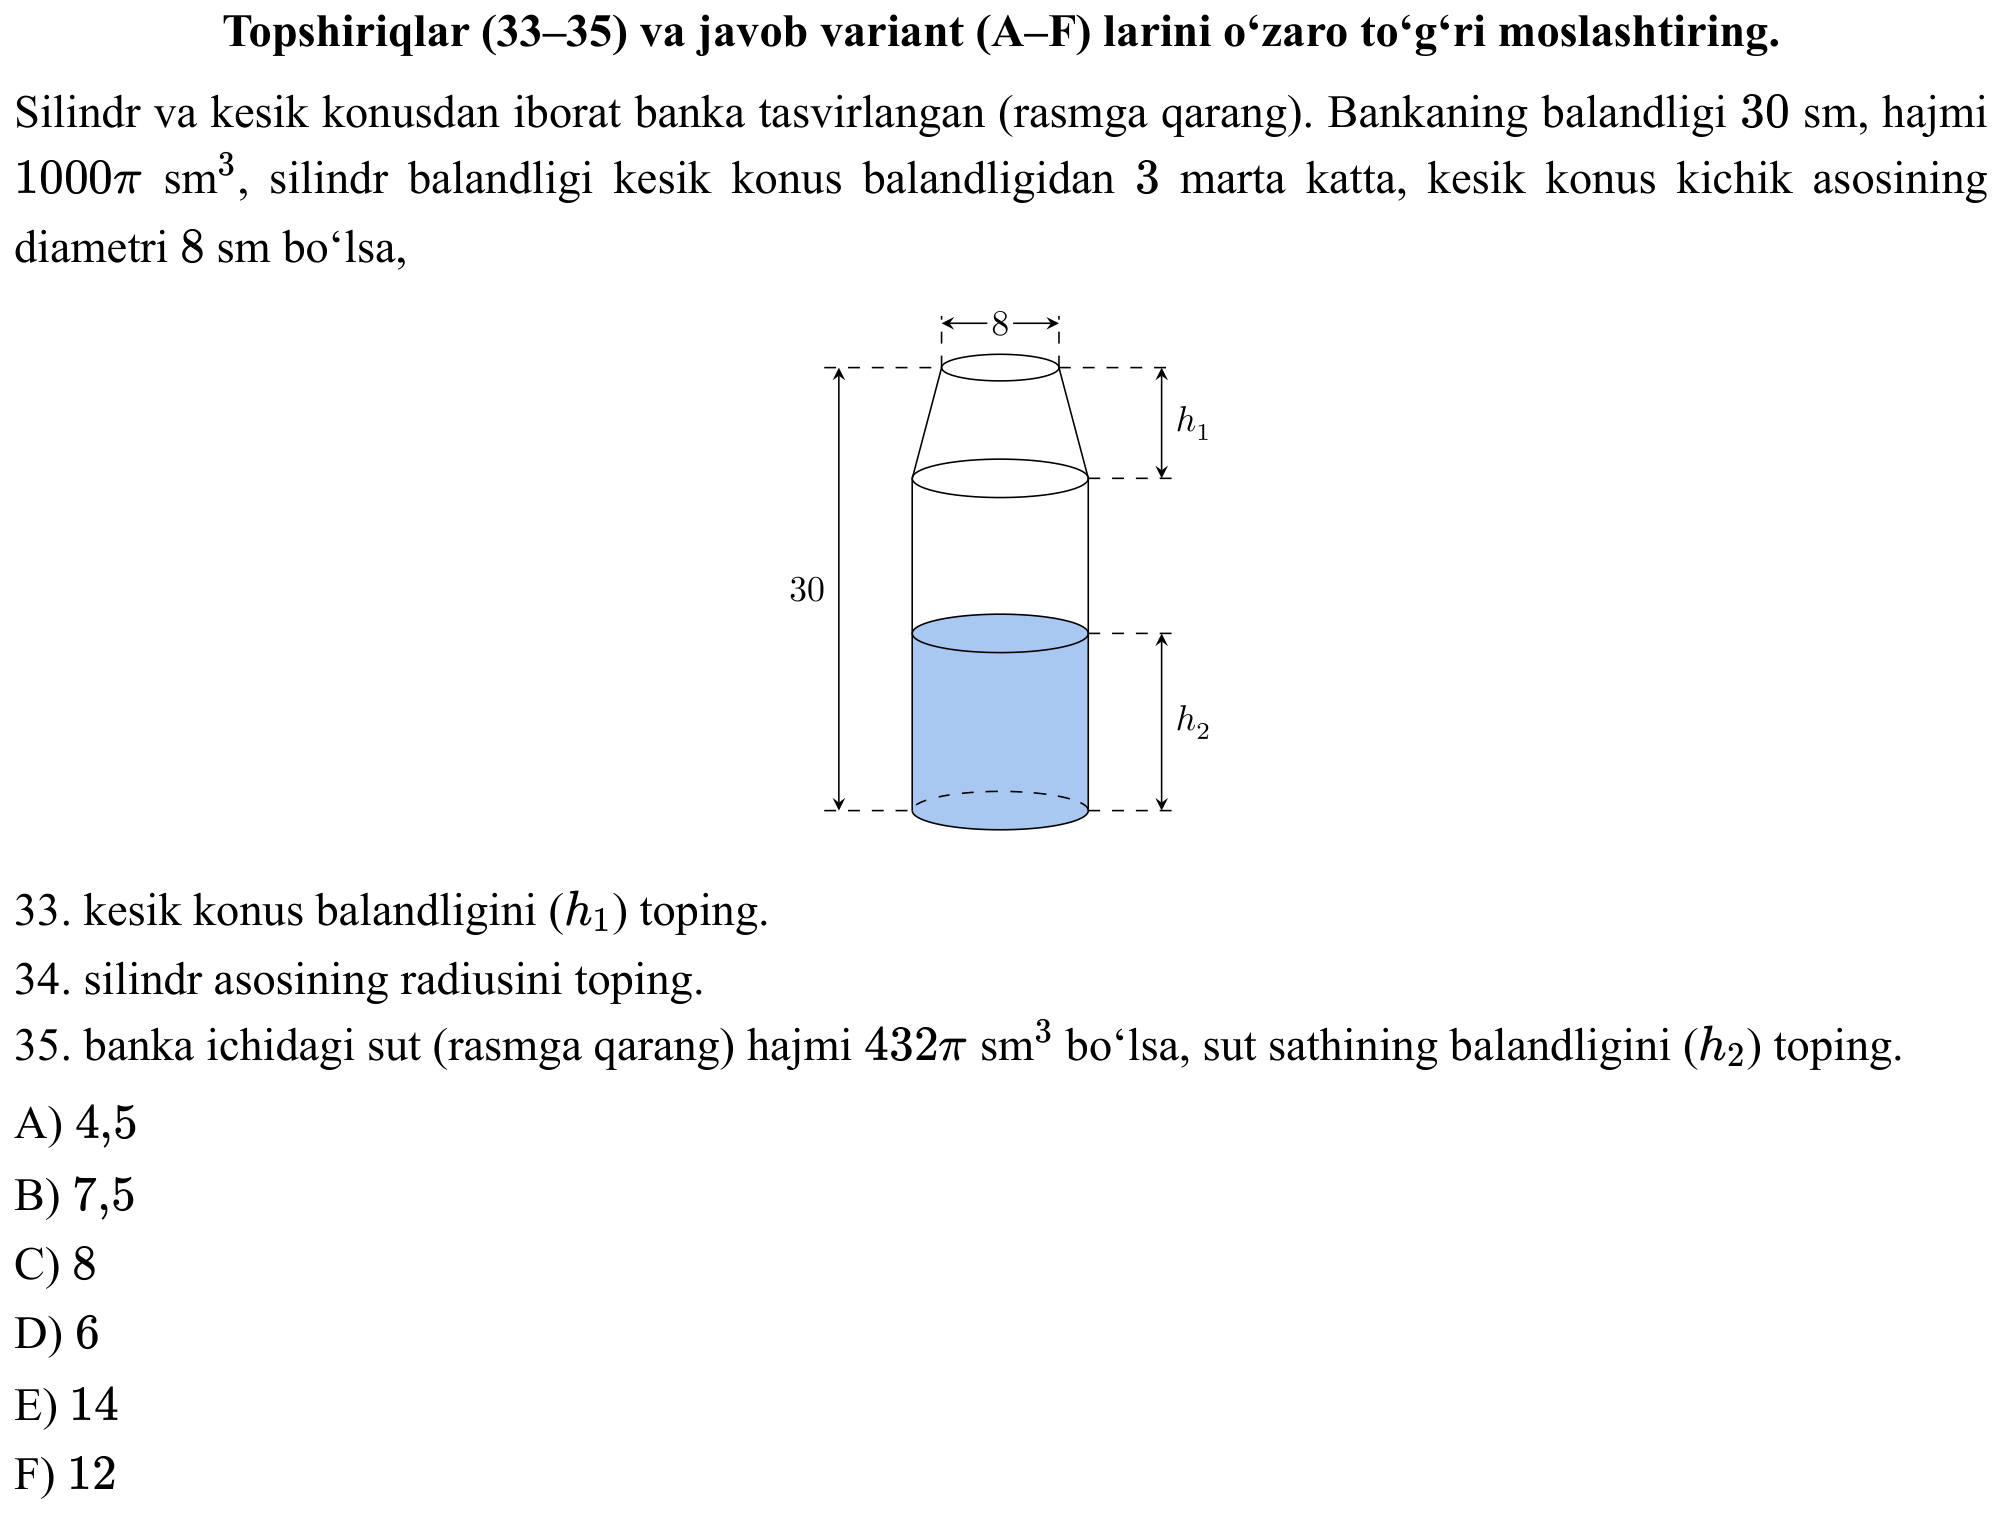 Topshiriqlar (33–35) va javob variant (A–F) larini o‘zaro to‘g‘ri moslashtiring.
Silindr va kesik konusdan iborat banka tasvirlangan (rasmga qarang). Bankaning balandligi 30 sm, hajmi
1000π sm³, silindr balandligi kesik konus balandligidan 3 marta katta, kesik konus kichik asosining
diametri 8 sm bo‘lsa,
8
h₁
30
h₂
33. kesik konus balandligini (h₁) toping.
34. silindr asosining radiusini toping.
35. banka ichidagi sut (rasmga qarang) hajmi 432π sm³ bo‘lsa, sut sathining balandligini (h₂) toping.
A) 4,5
B) 7,5
C) 8
D) 6
E) 14
F) 12